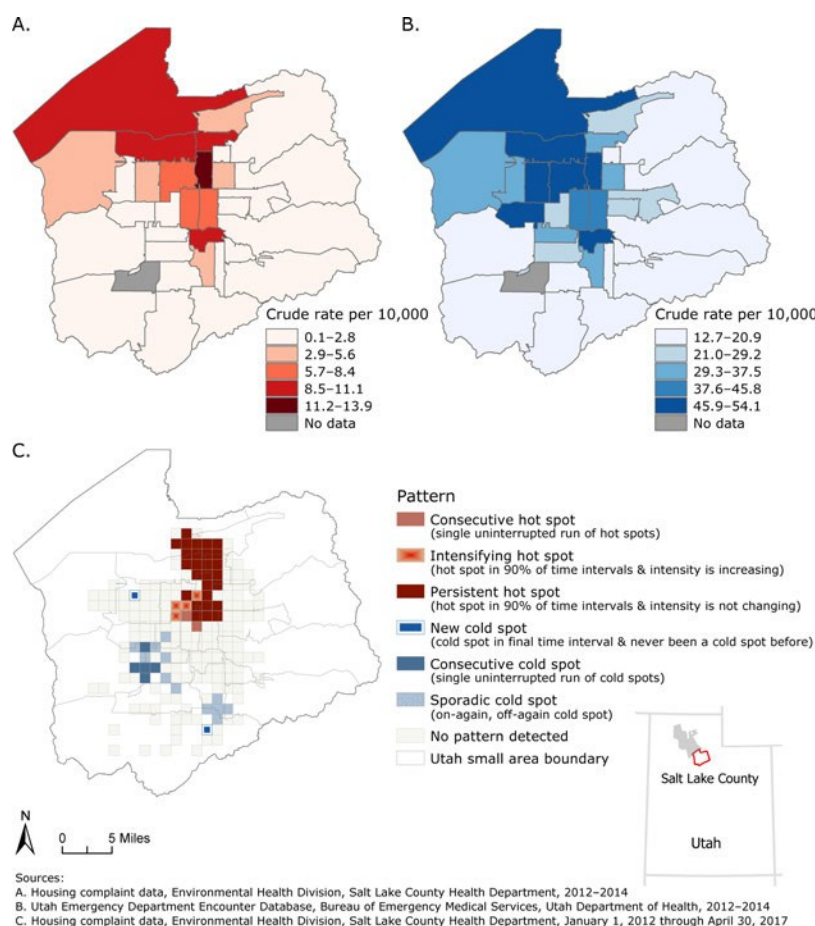 A.
B.
Crude rate per 10,000
0.1–2.8
2.9–5.6
5.7–8.4
8.5–11.1
11.2–13.9
No data
Crude rate per 10,000
12.7–20.9
21.0–29.2
29.3–37.5
37.6–45.8
45.9–54.1
No data
C.
Pattern
Consecutive hot spot
(single uninterrupted run of hot spots)
Intensifying hot spot
(hot spot in 90% of time intervals & intensity is increasing)
Persistent hot spot
(hot spot in 90% of time intervals & intensity is not changing)
New cold spot
(cold spot in final time interval & never been a cold spot before)
Consecutive cold spot
(single uninterrupted run of cold spots)
Sporadic cold spot
(on-again, off-again cold spot)
No pattern detected
Utah small area boundary
Salt Lake County
Utah
N
0 5 Miles
Sources:
A. Housing complaint data, Environmental Health Division, Salt Lake County Health Department, 2012–2014
B. Utah Emergency Department Encounter Database, Bureau of Emergency Medical Services, Utah Department of Health, 2012–2014
C. Housing complaint data, Environmental Health Division, Salt Lake County Health Department, January 1, 2012 through April 30, 2017